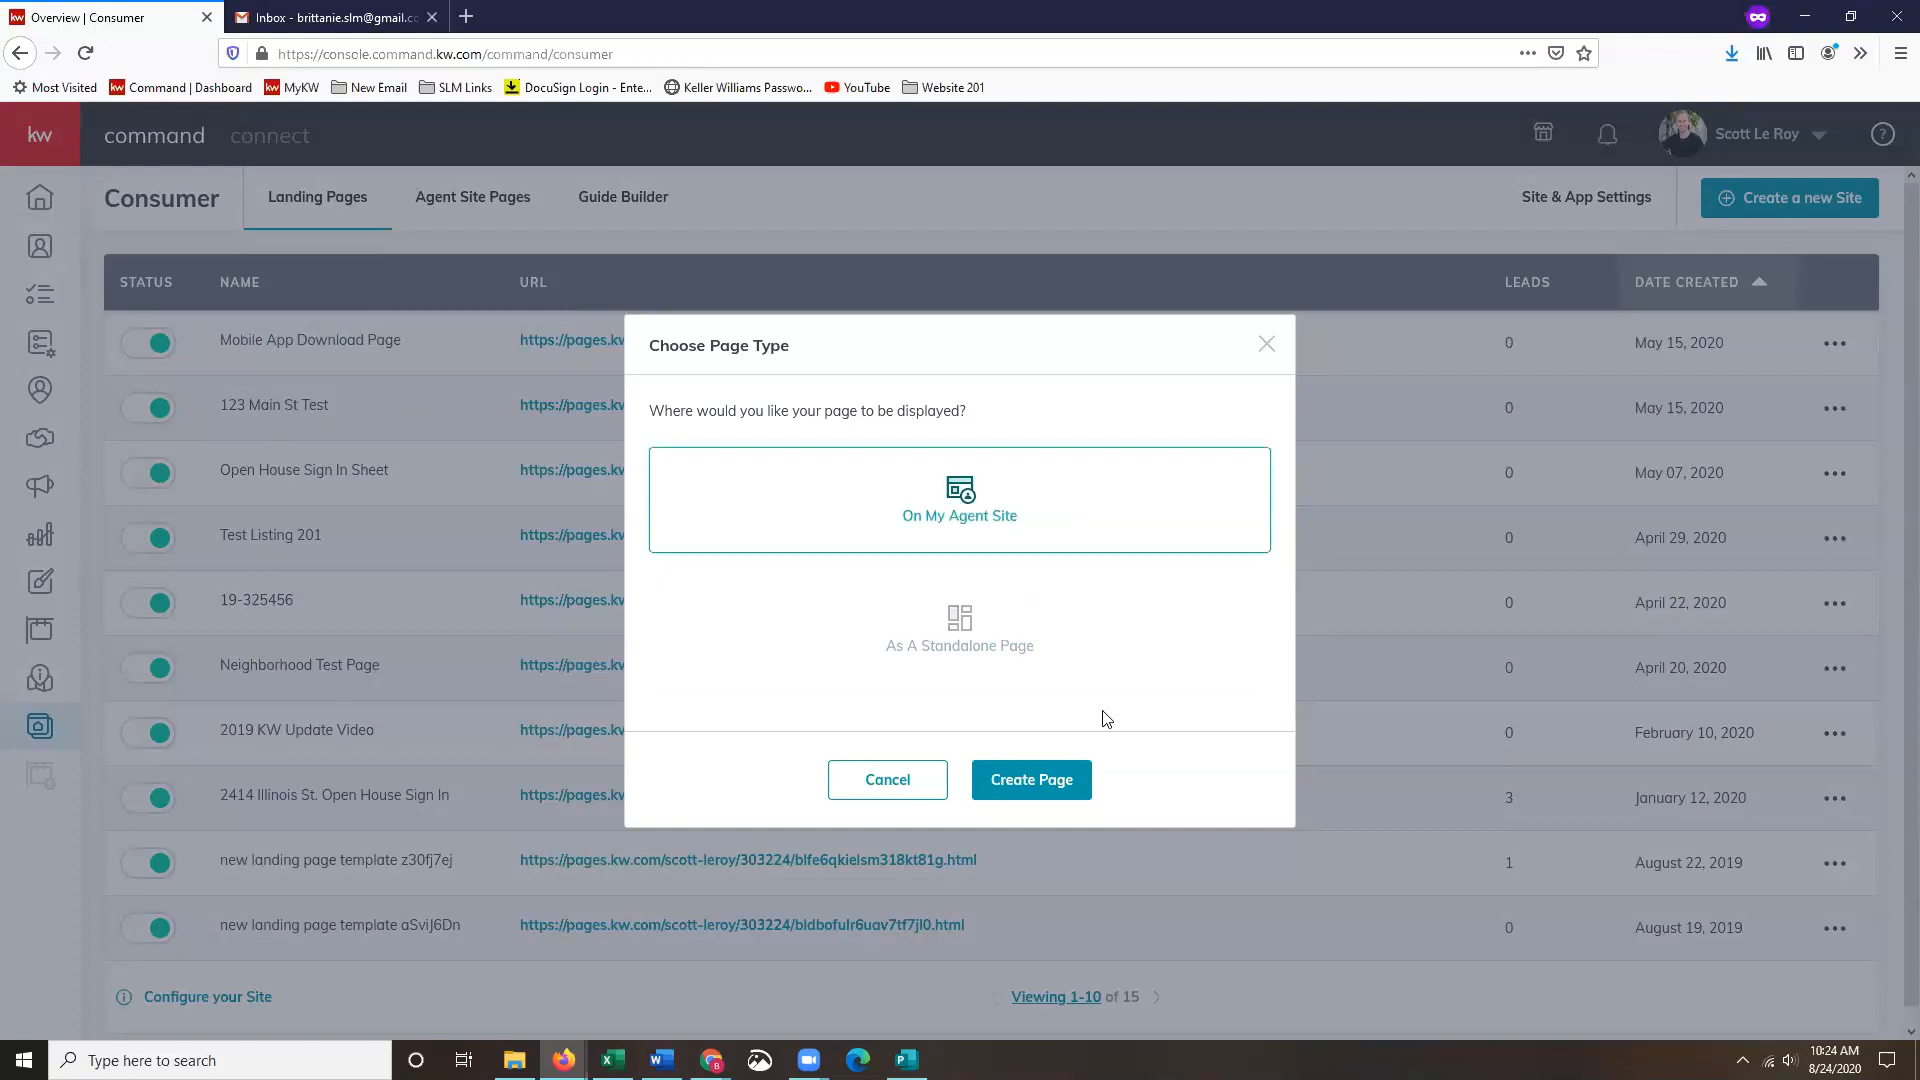 kw Overview | Consumer
Inbox - brittanie.slm@gmail.co
https://console.command.kw.com/command/consumer
Most Visited
kw Command | Dashboard
kw MyKW
New Email
SLM Links
DocuSign Login - Ente...
Keller Williams Passwo...
YouTube
Website 201
kw
command
connect
Scott Le Roy
Consumer
Landing Pages
Agent Site Pages
Guide Builder
Site & App Settings
Create a new Site
STATUS NAME URL LEADS DATE CREATED
Mobile App Download Page https://pages.kw 0 May 15, 2020
123 Main St Test https://pages.kw 0 May 15, 2020
Open House Sign In Sheet https://pages.kw 0 May 07, 2020
Test Listing 201 https://pages.kw 0 April 29, 2020
19-325456 https://pages.kw 0 April 22, 2020
Neighborhood Test Page https://pages.kw 0 April 20, 2020
2019 KW Update Video https://pages.kw 0 February 10, 2020
2414 Illinois St. Open House Sign In https://pages.kw 3 January 12, 2020
new landing page template z30fj7ej https://pages.kw.com/scott-leroy/303224/blfe6qkielsm318kt81g.html 1 August 22, 2019
new landing page template aSviJ6Dn https://pages.kw.com/scott-leroy/303224/bldbofulr6uav7tf7jl0.html 0 August 19, 2019
Choose Page Type
Where would you like your page to be displayed?
On My Agent Site
As A Standalone Page
Cancel
Create Page
Configure your Site
Viewing 1-10 of 15
Type here to search
10:24 AM
8/24/2020